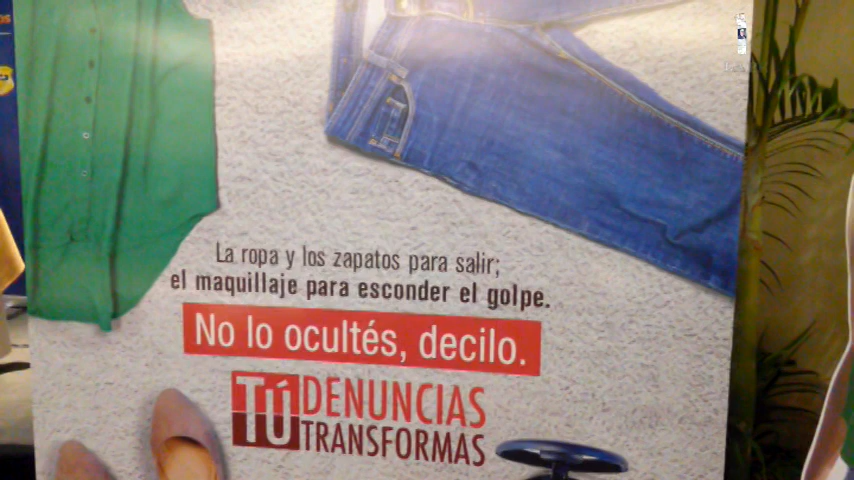 La ropa y los zapatos para salir;
el maquillaje para esconder el golpe.
No lo ocultés, decilo.
TÚ DENUNCIAS
TRANSFORMAS